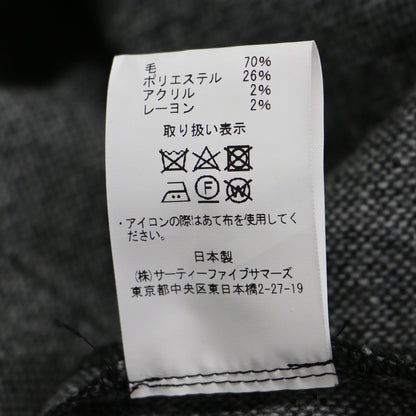 毛 70%
ポリエステル 26%
アクリル 2%
レーヨン 2%
取り扱い表示
F W
・アイコンの際はあて布を使用してく
ださい。
日本製
(株)サーティーファイブサマーズ
東京都中央区東日本橋2-27-19